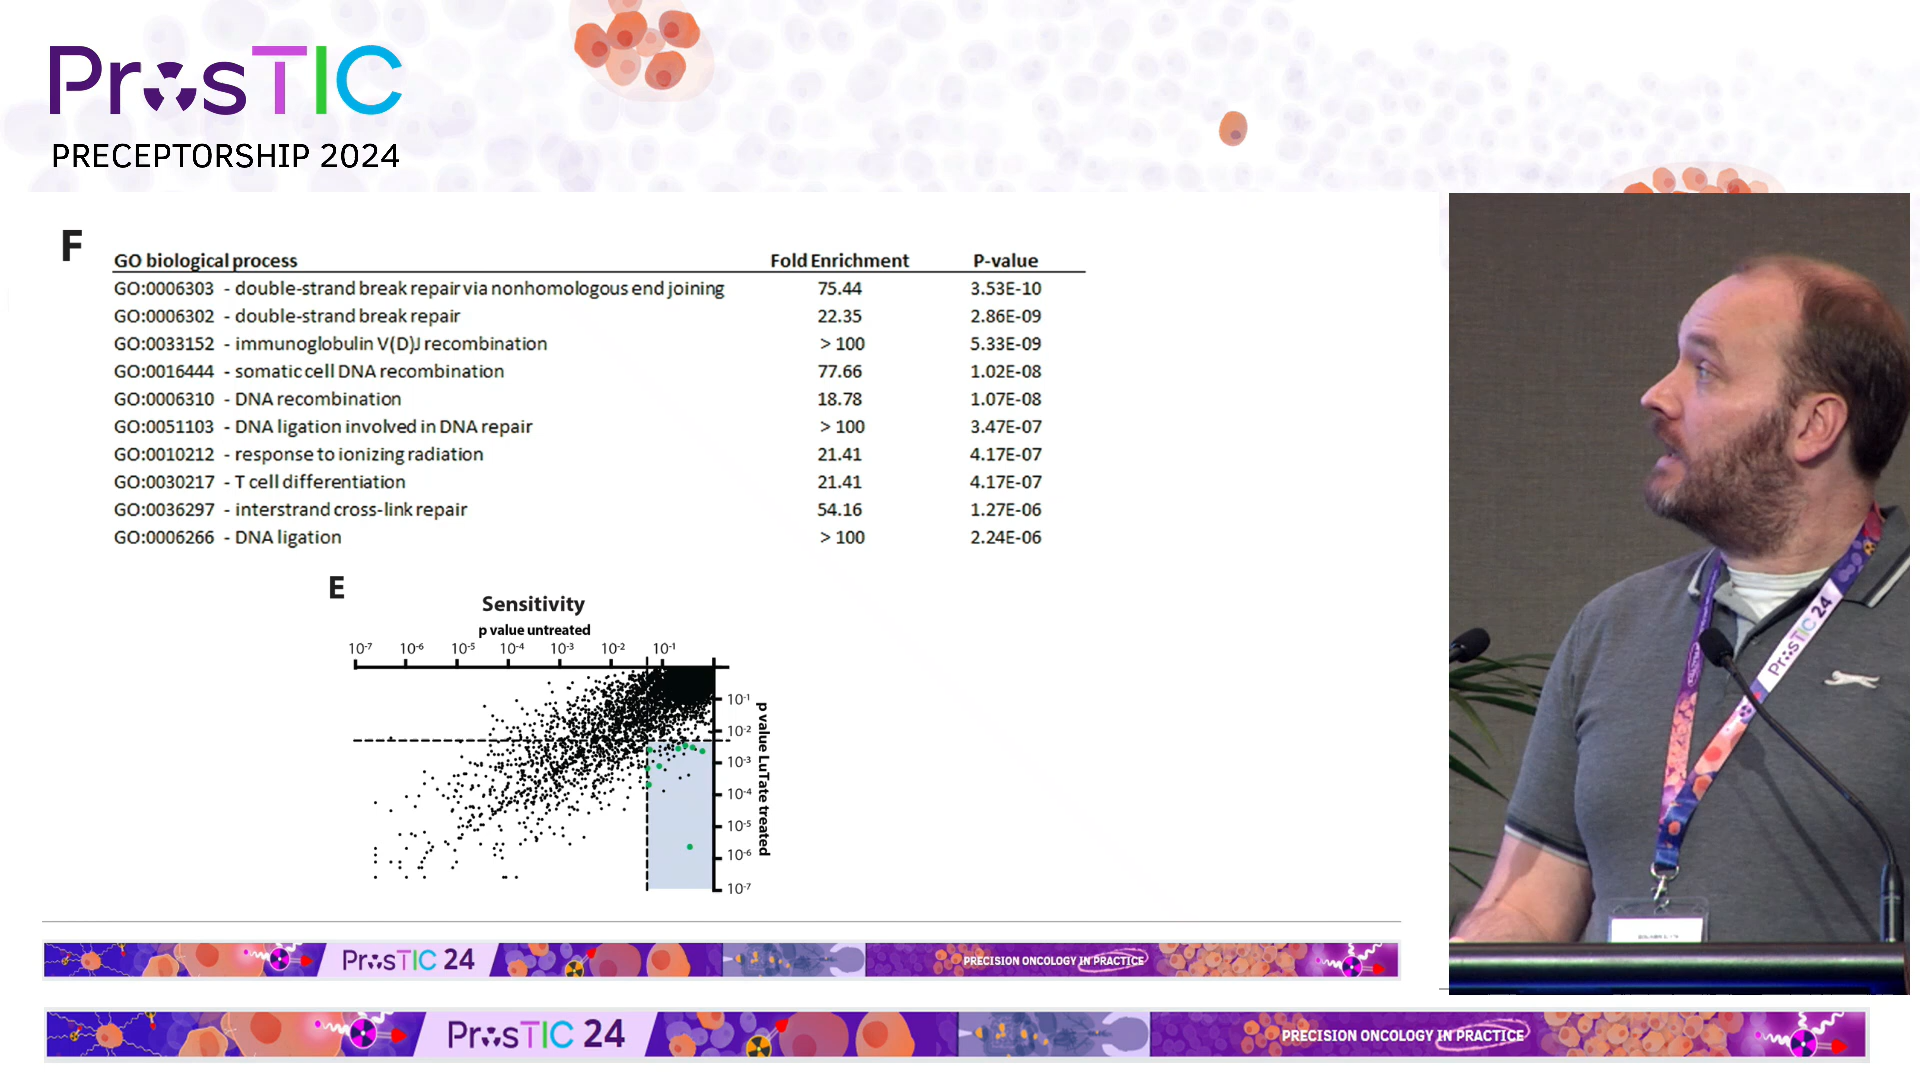 ProsTIC
PRECEPTORSHIP 2024
F
GO biological process Fold Enrichment P-value
GO:0006303 - double-strand break repair via nonhomologous end joining 75.44 3.53E-10
GO:0006302 - double-strand break repair 22.35 2.86E-09
GO:0033152 - immunoglobulin V(D)J recombination > 100 5.33E-09
GO:0016444 - somatic cell DNA recombination 77.66 1.02E-08
GO:0006310 - DNA recombination 18.78 1.07E-08
GO:0051103 - DNA ligation involved in DNA repair > 100 3.47E-07
GO:0010212 - response to ionizing radiation 21.41 4.17E-07
GO:0030217 - T cell differentiation 21.41 4.17E-07
GO:0036297 - interstrand cross-link repair 54.16 1.27E-06
GO:0006266 - DNA ligation > 100 2.24E-06
E
Sensitivity
p value untreated
10-7 10-6 10-5 10-4 10-3 10-2 10-1
10-1
10-2
10-3
10-4
10-5
10-6
10-7
p value LuTate treated
ProsTIC 24
ProsTIC 24 PRECISION ONCOLOGY IN PRACTICE
ProsTIC 24 PRECISION ONCOLOGY IN PRACTICE